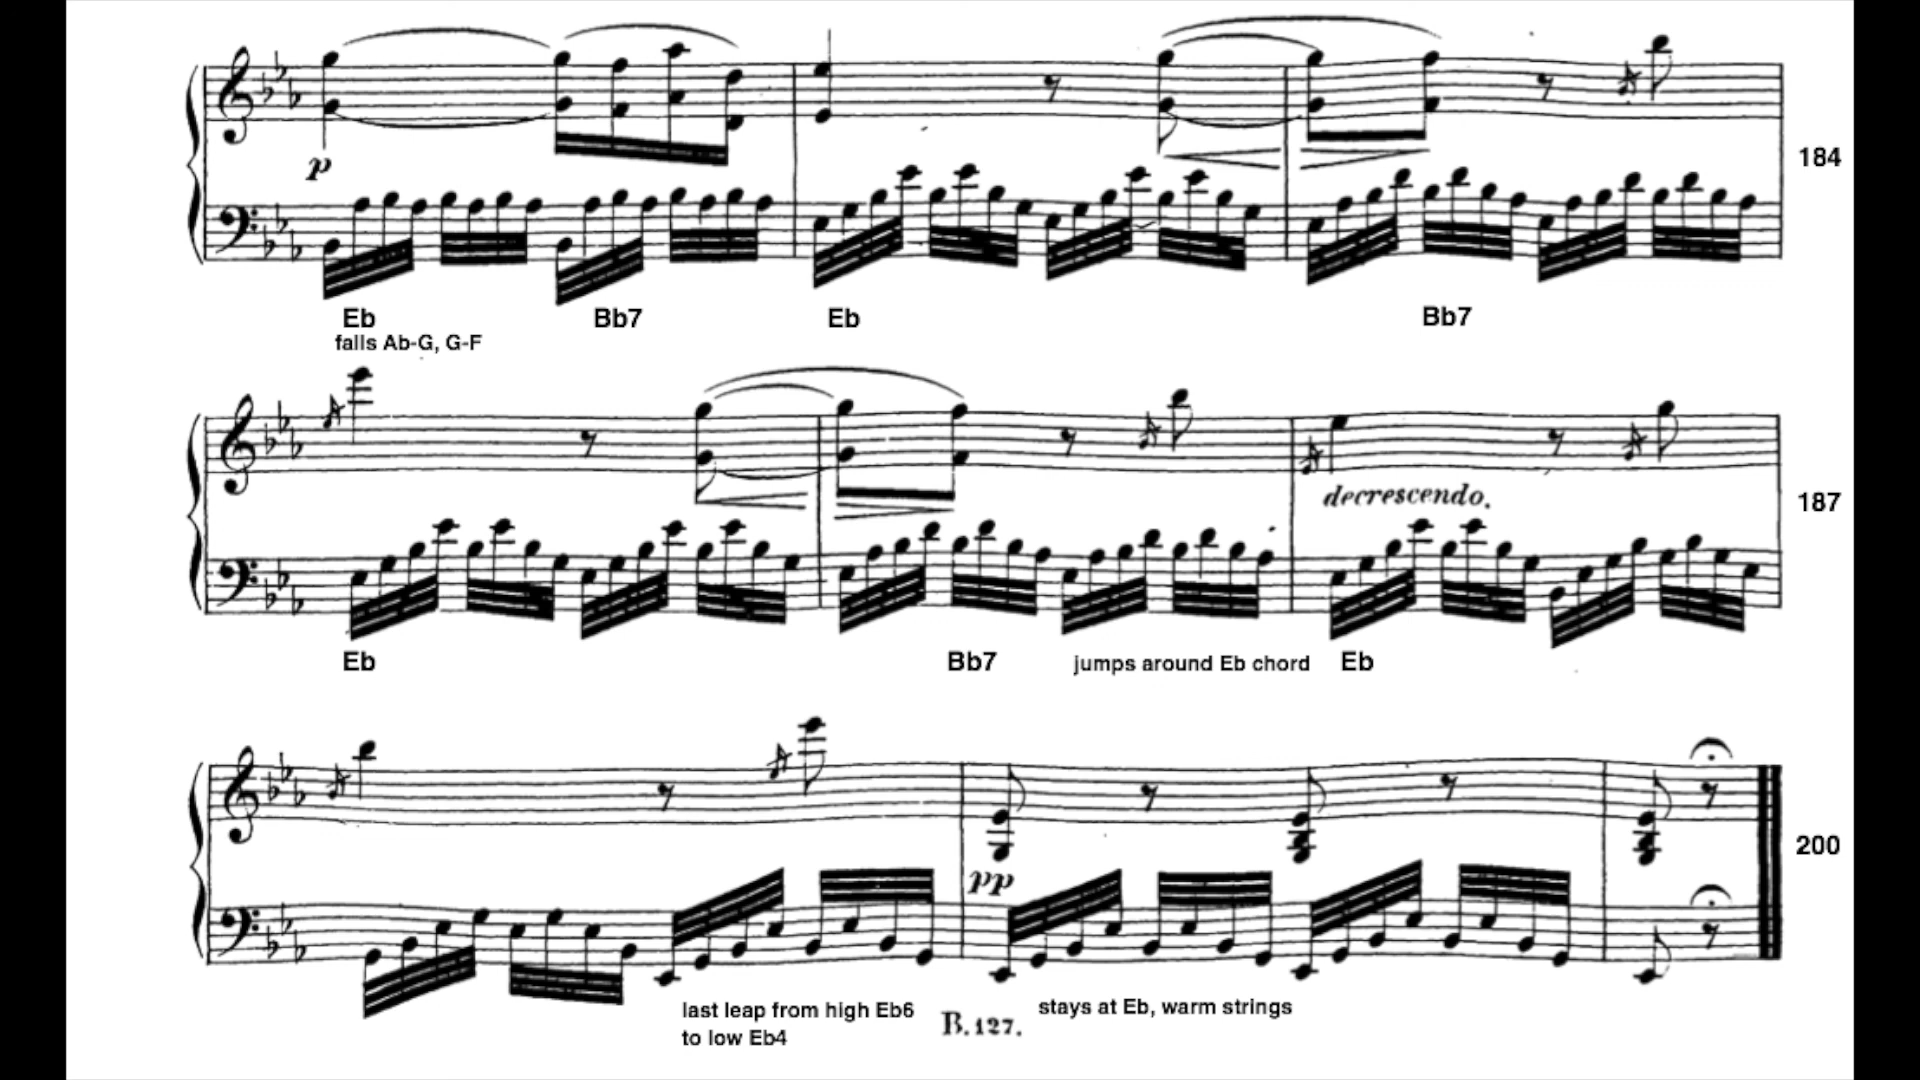 p
184
Eb Bb7 Eb Bb7
falls Ab-G, G-F
decrescendo.
187
Eb Bb7 jumps around Eb chord Eb
pp
200
last leap from high Eb6
to low Eb4
stays at Eb, warm strings
B.127.